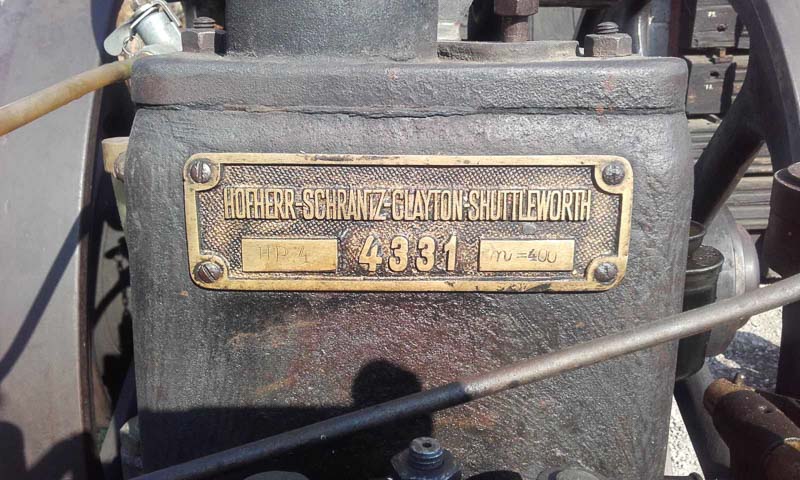 HOFHERR-SCHRANTZ-CLAYTON-SHUTTLEWORTH
HP 4 4331 n=400